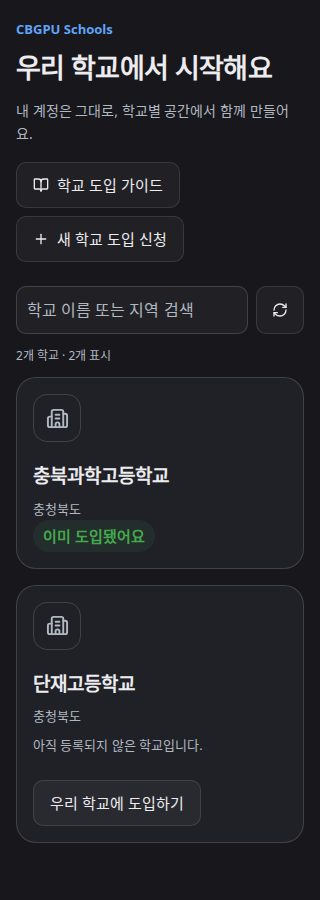 CBGPU Schools
우리 학교에서 시작해요
내 계정은 그대로, 학교별 공간에서 함께 만들어
요.
학교 도입 가이드
새 학교 도입 신청
학교 이름 또는 지역 검색
2개 학교 · 2개 표시
충북과학고등학교
충청북도
이미 도입됐어요
단재고등학교
충청북도
아직 등록되지 않은 학교입니다.
우리 학교에 도입하기